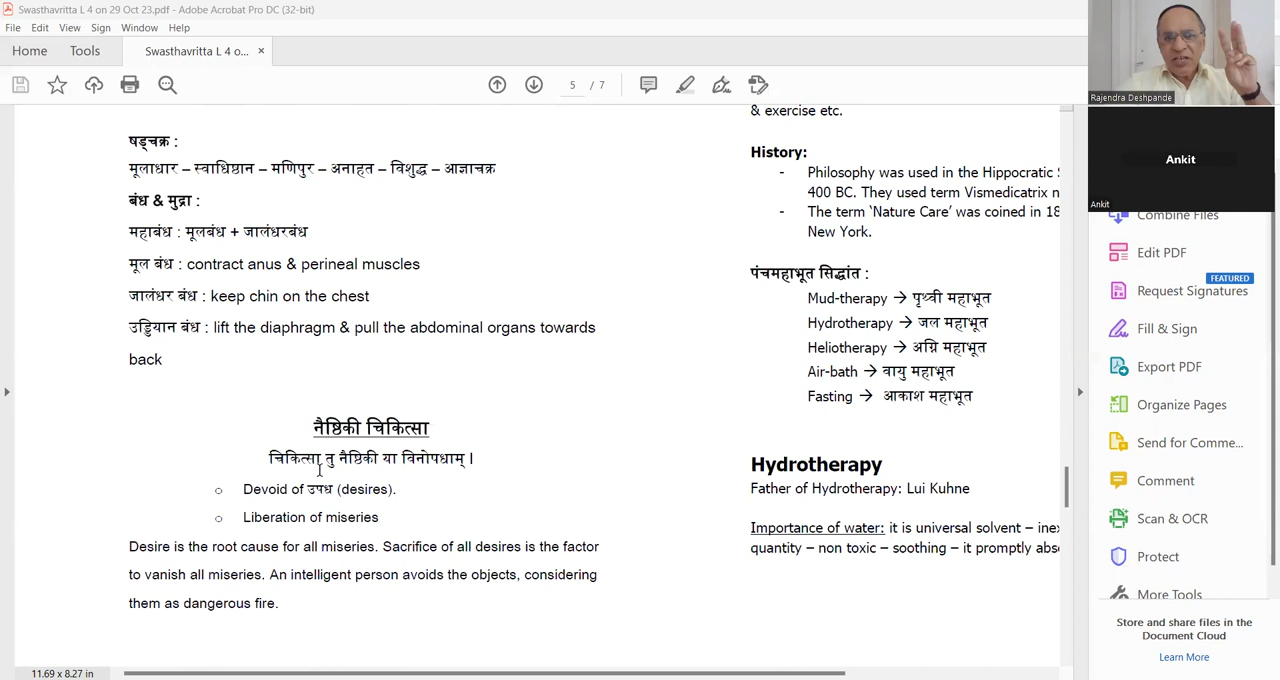 Swasthavritta L 4 on 29 Oct 23.pdf - Adobe Acrobat Pro DC (32-bit)
File Edit View Sign Window Help
Home Tools Swasthavritta L 4 o... ×
5 / 7
षड्चक्र :
मूलाधार – स्वाधिष्ठान – मणिपुर – अनाहत – विशुद्ध – आज्ञाचक्र
बंध & मुद्रा :
महाबंध : मूलबंध + जालंधरबंध
मूल बंध : contract anus & perineal muscles
जालंधर बंध : keep chin on the chest
उड्डियान बंध : lift the diaphragm & pull the abdominal organs towards
back
नैष्ठिकी चिकित्सा
चिकित्सा तु नैष्ठिकी या विनोपधाम् ।
Devoid of उपध (desires).
Liberation of miseries
Desire is the root cause for all miseries. Sacrifice of all desires is the factor
to vanish all miseries. An intelligent person avoids the objects, considering
them as dangerous fire.
11.69 x 8.27 in
& exercise etc.
History:
- Philosophy was used in the Hippocratic
400 BC. They used term Vismedicatrix n
- The term ‘Nature Care’ was coined in 18
New York.
पंचमहाभूत सिद्धांत :
Mud-therapy → पृथ्वी महाभूत
Hydrotherapy → जल महाभूत
Heliotherapy → अग्नि महाभूत
Air-bath → वायु महाभूत
Fasting → आकाश महाभूत
Hydrotherapy
Father of Hydrotherapy: Lui Kuhne
Importance of water: it is universal solvent –
quantity – non toxic – soothing – it promptly
Rajendra Deshpande
Ankit
Ankit
Combine Files
Edit PDF
FEATURED
Request Signatures
Fill & Sign
Export PDF
Organize Pages
Send for Comme...
Comment
Scan & OCR
Protect
More Tools
Store and share files in the
Document Cloud
Learn More